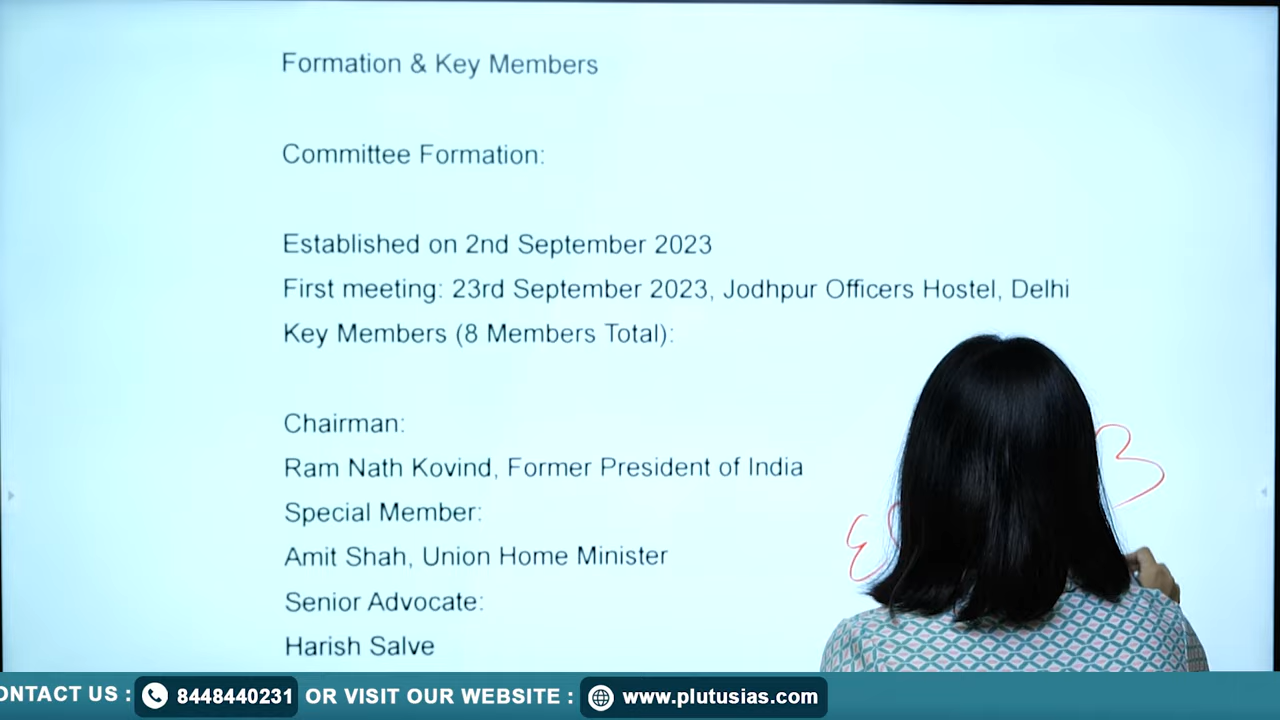 Formation & Key Members
Committee Formation:
Established on 2nd September 2023
First meeting: 23rd September 2023, Jodhpur Officers Hostel, Delhi
Key Members (8 Members Total):
Chairman:
Ram Nath Kovind, Former President of India
Special Member:
Amit Shah, Union Home Minister
Senior Advocate:
Harish Salve
ONTACT US : 8448440231 OR VISIT OUR WEBSITE : www.plutusias.com